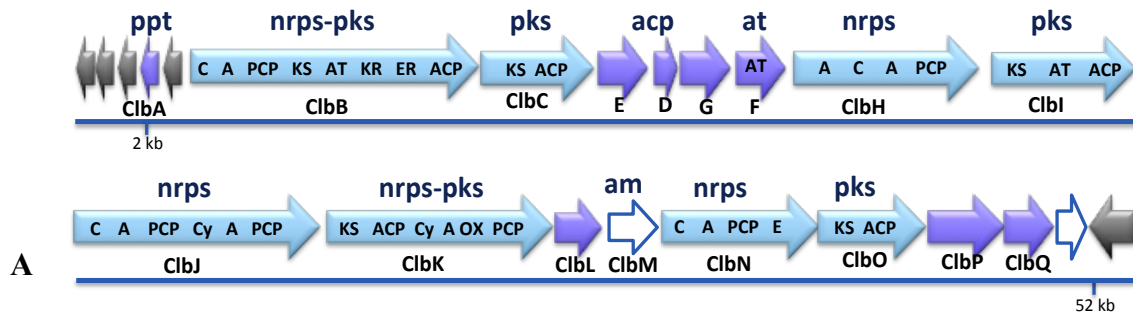 ppt nrps-pks pks acp at nrps pks
C A PCP KS AT KR ER ACP KS ACP AT A C A PCP KS AT ACP
ClbA ClbB ClbC E D G F ClbH ClbI
2 kb
nrps nrps-pks am nrps pks
C A PCP Cy A PCP KS ACP Cy A OX PCP C A PCP E KS ACP
A ClbJ ClbK ClbL ClbM ClbN ClbO ClbP ClbQ
52 kb